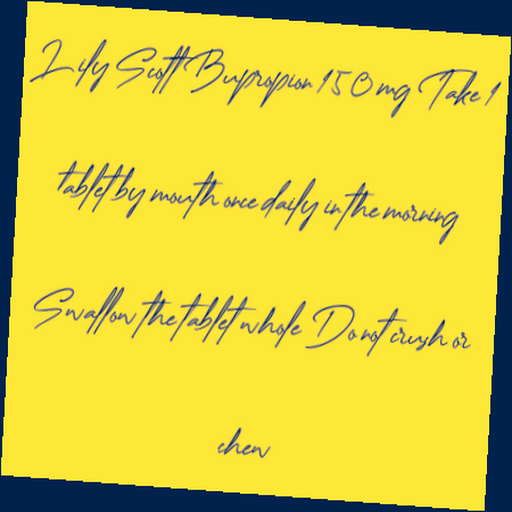 Lily Scott Bupropion 150 mg Take 1
tablet by mouth once daily in the morning
Swallow the tablet whole Do not crush or
chew